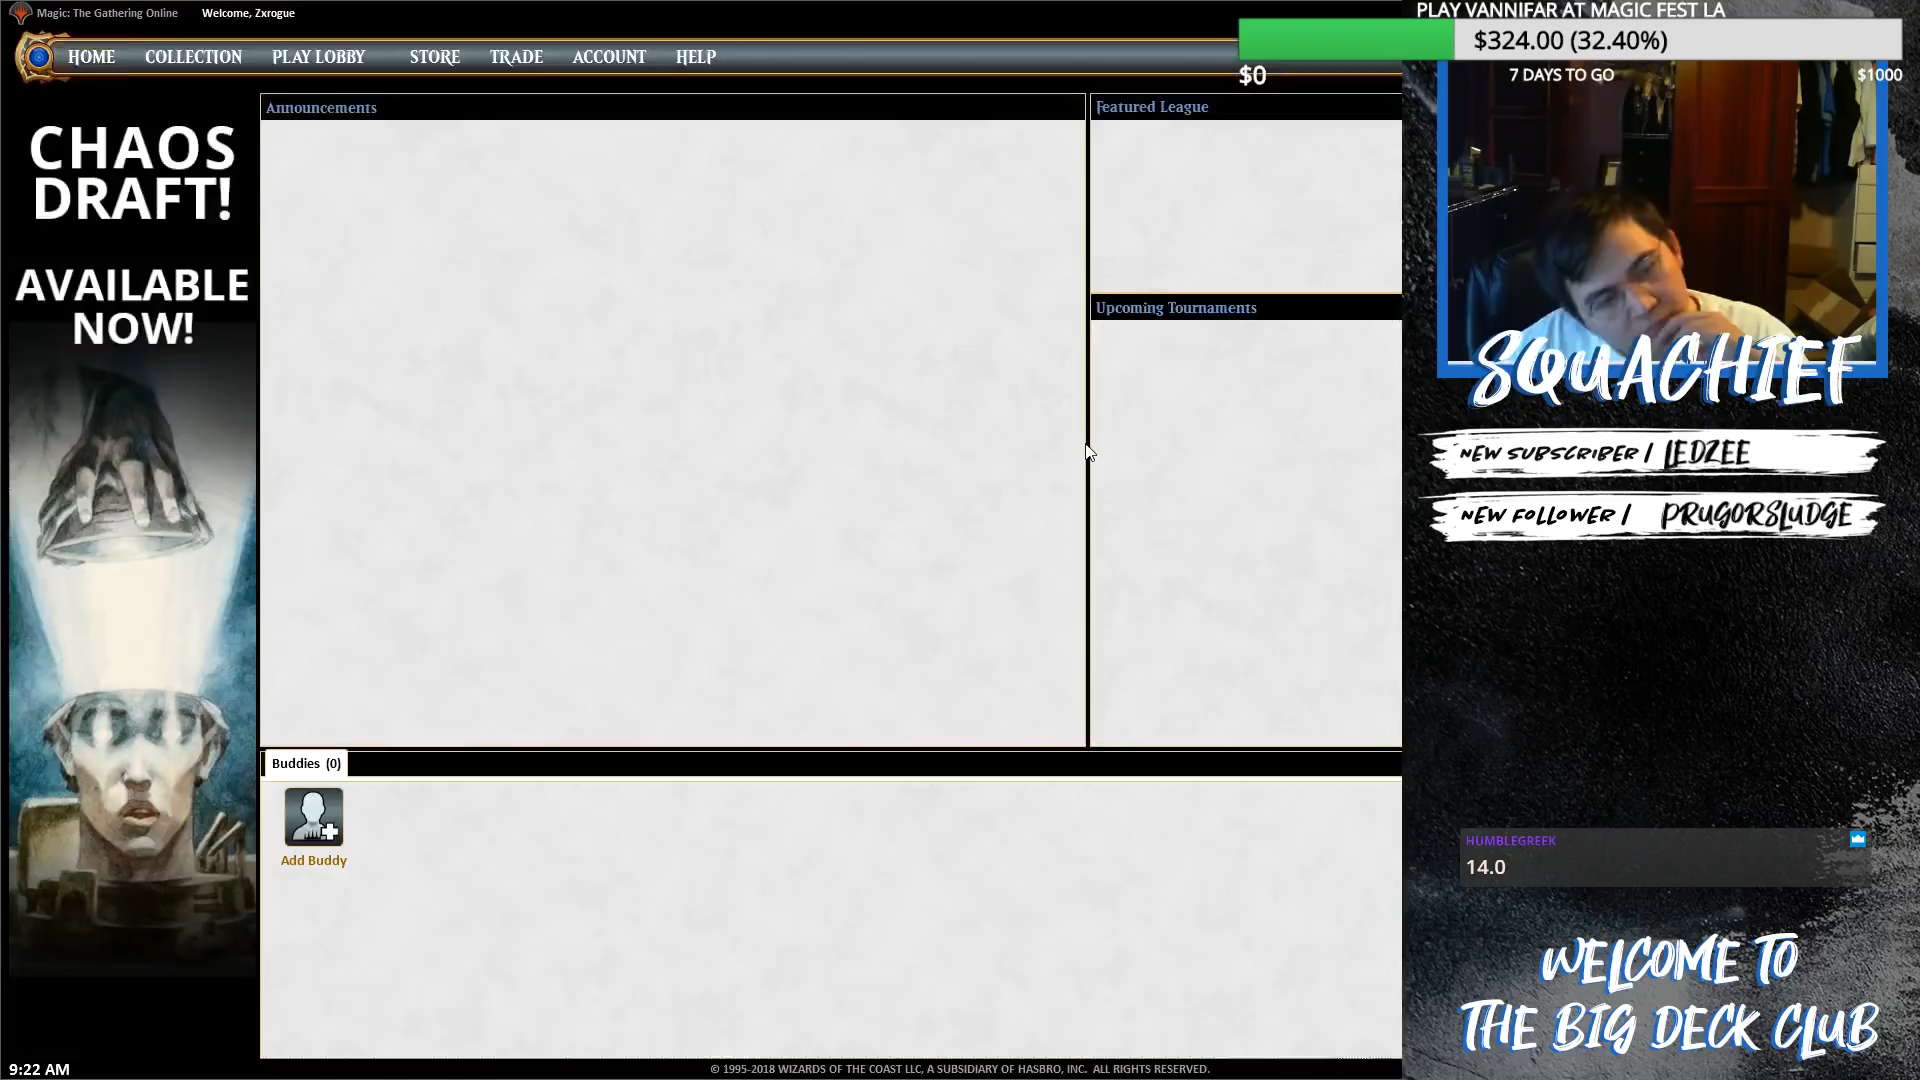 Magic: The Gathering Online
Welcome, Zxrogue
HOME COLLECTION PLAY LOBBY STORE TRADE ACCOUNT HELP
PLAY VANNIFAR AT MAGIC FEST LA
$324.00 (32.40%)
$0
7 DAYS TO GO
$1000
CHAOS
DRAFT!
AVAILABLE
NOW!
Announcements
Featured League
Upcoming Tournaments
SQUACHIEF
NEW SUBSCRIBER / LEDZEE
NEW FOLLOWER / PRUGORSLUDGE
Buddies (0)
Add Buddy
HUMBLEGREEK
14.0
WELCOME TO
THE BIG DECK CLUB
9:22 AM
© 1995-2018 WIZARDS OF THE COAST LLC, A SUBSIDIARY OF HASBRO, INC. ALL RIGHTS RESERVED.